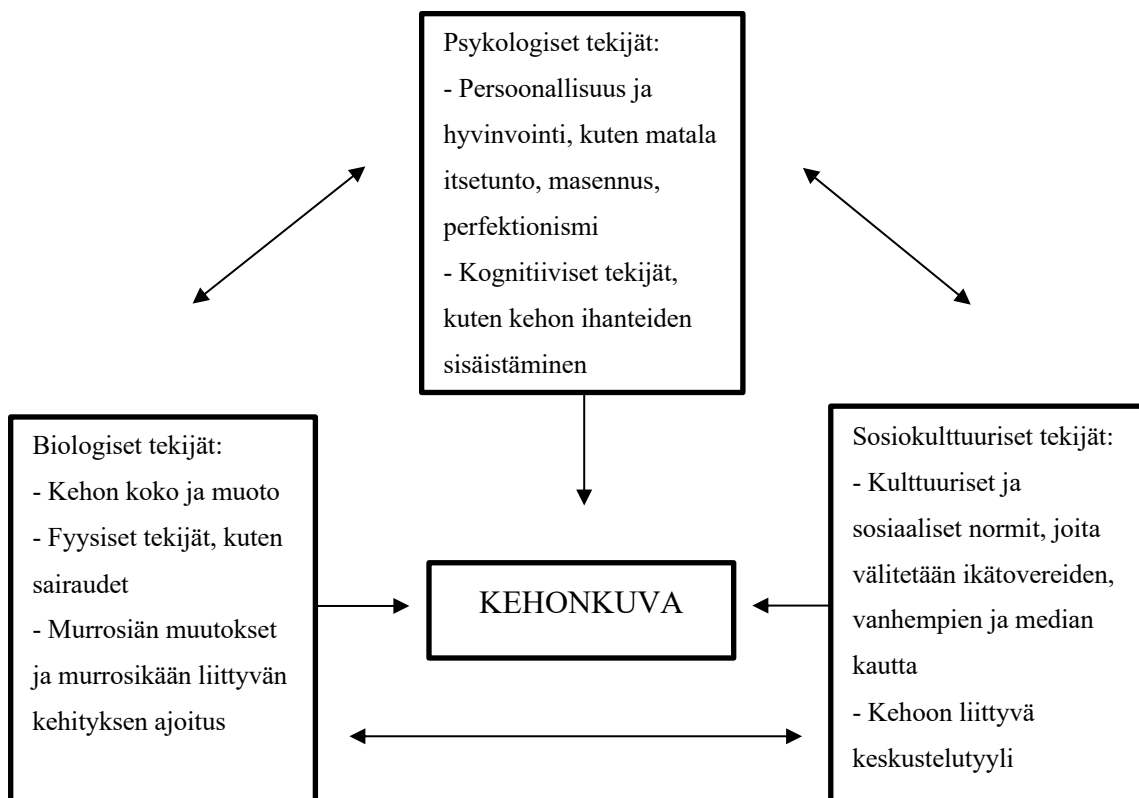 Psykologiset tekijät:
- Persoonallisuus ja
hyvinvointi, kuten matala
itsetunto, masennus,
perfektionismi
- Kognitiiviset tekijät,
kuten kehon ihanteiden
sisäistäminen
Biologiset tekijät:
- Kehon koko ja muoto
- Fyysiset tekijät, kuten
sairaudet
- Murrosiän muutokset
ja murrosikään liittyvän
kehityksen ajoitus
KEHONKUVA
Sosiokulttuuriset tekijät:
- Kulttuuriset ja
sosiaaliset normit, joita
välitetään ikätovereiden,
vanhempien ja median
kautta
- Kehoon liittyvä
keskustelutyyli